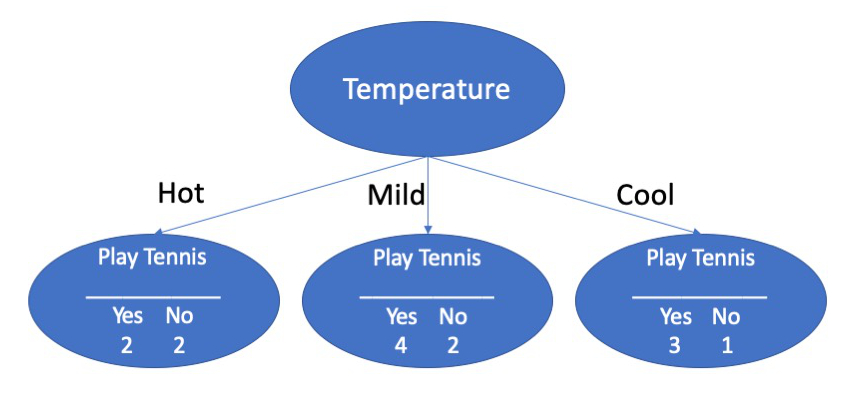 Temperature
Hot Mild Cool
Play Tennis Play Tennis Play Tennis
Yes No Yes No Yes No
2 2 4 2 3 1